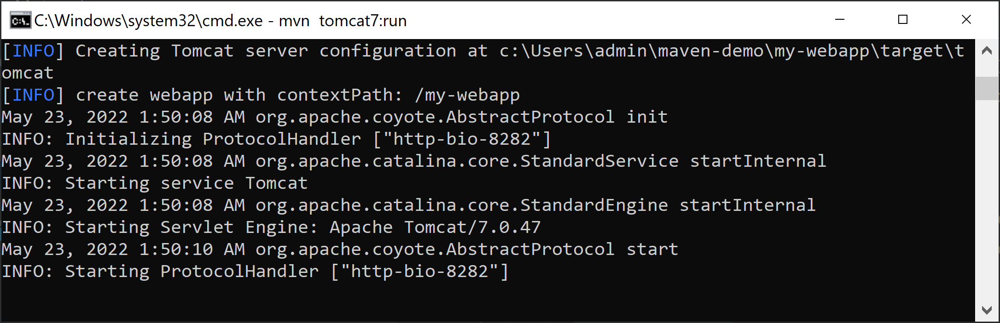 C:\Windows\system32\cmd.exe - mvn  tomcat7:run
[INFO] Creating Tomcat server configuration at c:\Users\admin\maven-demo\my-webapp\target\t
omcat
[INFO] create webapp with contextPath: /my-webapp
May 23, 2022 1:50:08 AM org.apache.coyote.AbstractProtocol init
INFO: Initializing ProtocolHandler ["http-bio-8282"]
May 23, 2022 1:50:08 AM org.apache.catalina.core.StandardService startInternal
INFO: Starting service Tomcat
May 23, 2022 1:50:08 AM org.apache.catalina.core.StandardEngine startInternal
INFO: Starting Servlet Engine: Apache Tomcat/7.0.47
May 23, 2022 1:50:10 AM org.apache.coyote.AbstractProtocol start
INFO: Starting ProtocolHandler ["http-bio-8282"]